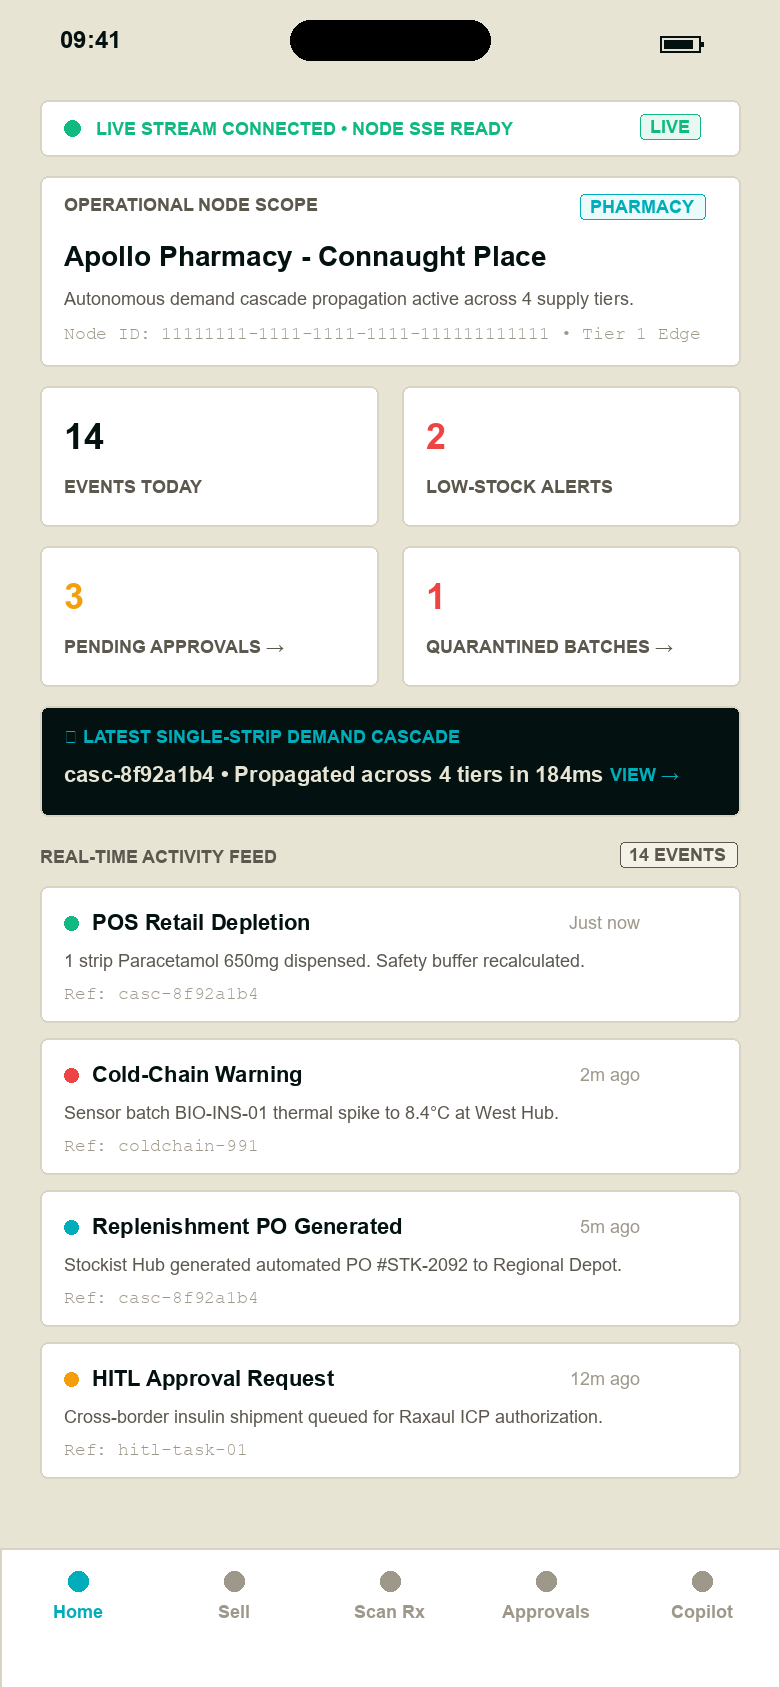 09:41
LIVE STREAM CONNECTED • NODE SSE READY
LIVE
OPERATIONAL NODE SCOPE
PHARMACY
Apollo Pharmacy - Connaught Place
Autonomous demand cascade propagation active across 4 supply tiers.
Node ID: 11111111-1111-1111-1111-111111111111 • Tier 1 Edge
14
EVENTS TODAY
2
LOW-STOCK ALERTS
3
PENDING APPROVALS →
1
QUARANTINED BATCHES →
LATEST SINGLE-STRIP DEMAND CASCADE
casc-8f92a1b4 • Propagated across 4 tiers in 184ms VIEW →
REAL-TIME ACTIVITY FEED
14 EVENTS
POS Retail Depletion
Just now
1 strip Paracetamol 650mg dispensed. Safety buffer recalculated.
Ref: casc-8f92a1b4
Cold-Chain Warning
2m ago
Sensor batch BIO-INS-01 thermal spike to 8.4°C at West Hub.
Ref: coldchain-991
Replenishment PO Generated
5m ago
Stockist Hub generated automated PO #STK-2092 to Regional Depot.
Ref: casc-8f92a1b4
HITL Approval Request
12m ago
Cross-border insulin shipment queued for Raxaul ICP authorization.
Ref: hitl-task-01
Home
Sell
Scan Rx
Approvals
Copilot